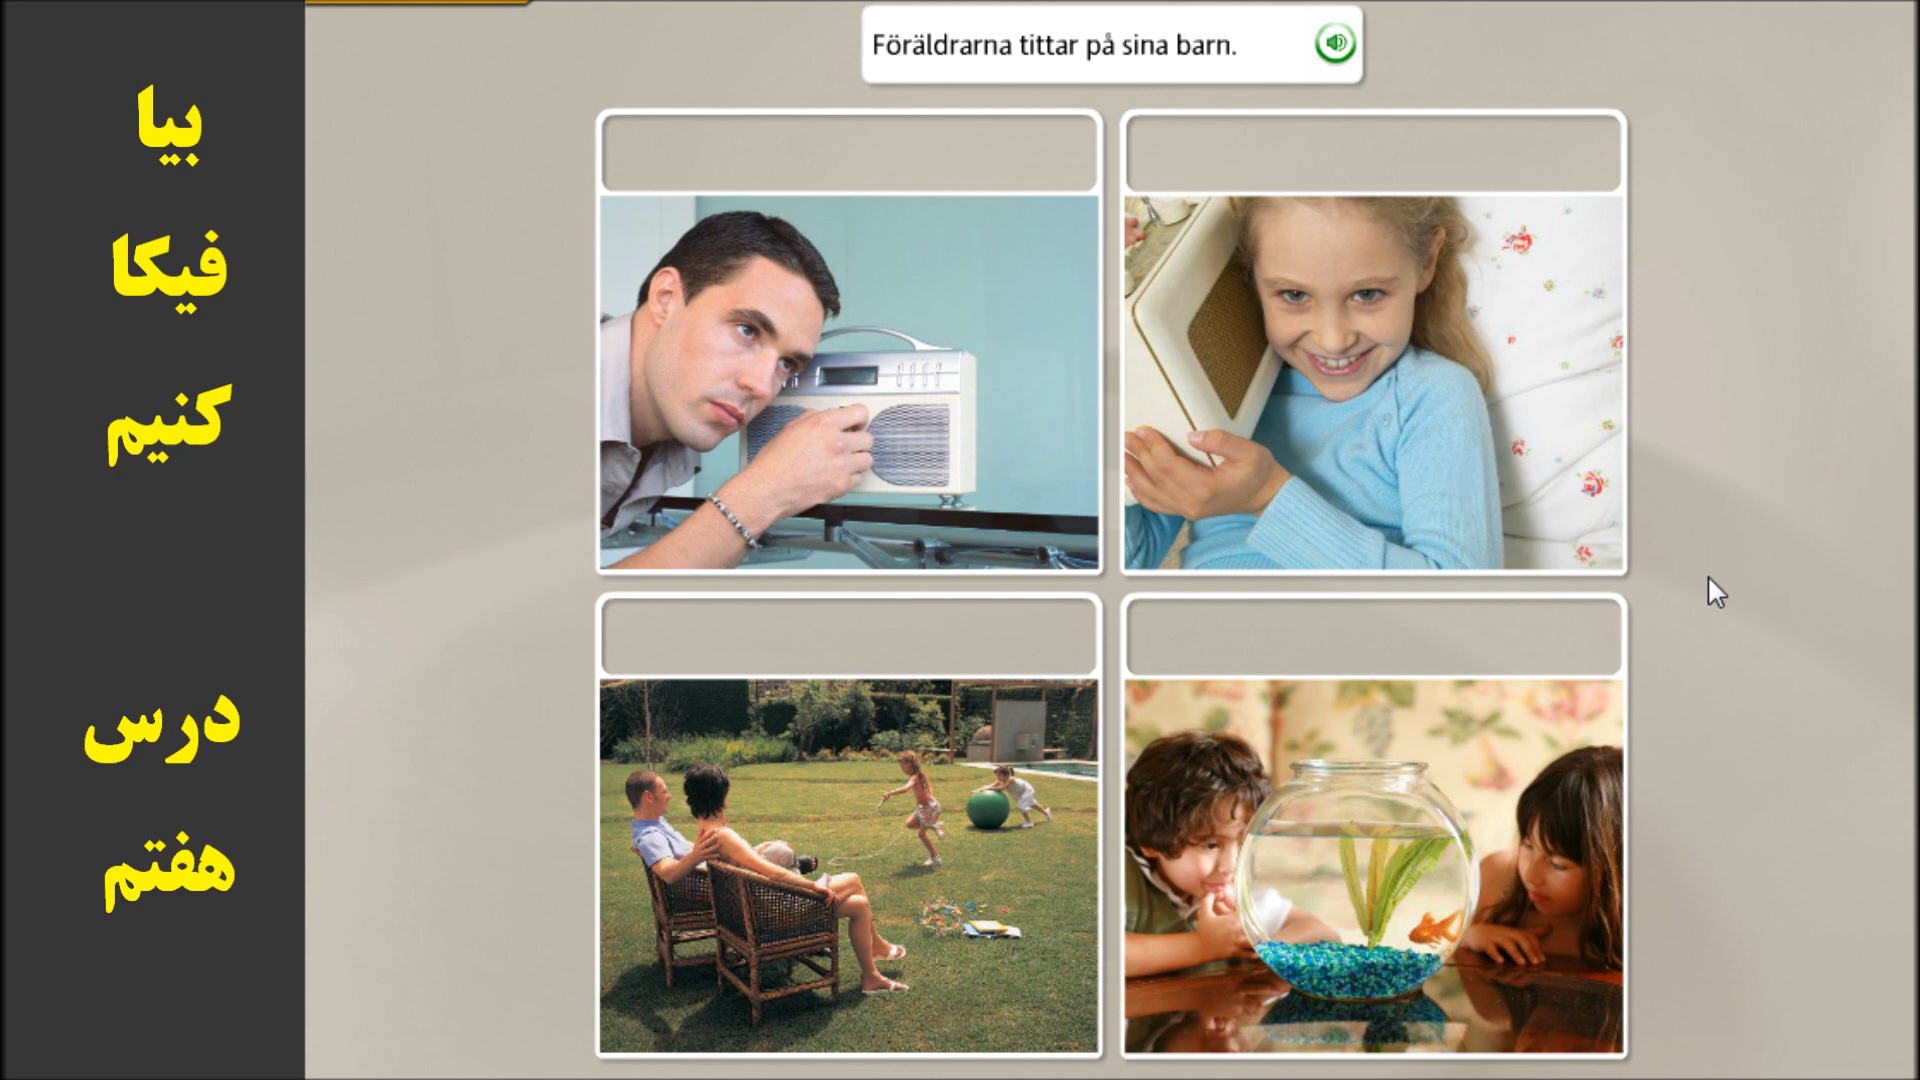 بیا
فیکا
کنیم
درس
هفتم
Föräldrarna tittar på sina barn.